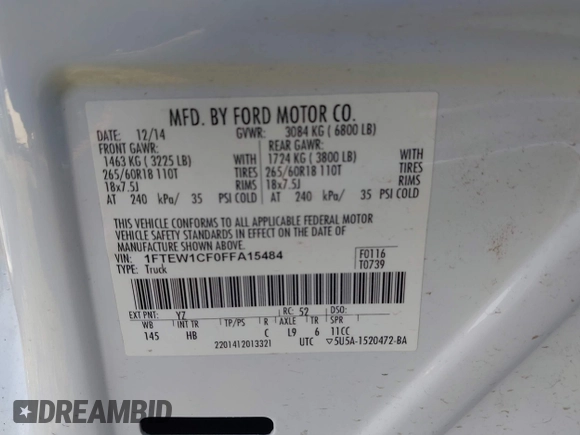 MFD. BY FORD MOTOR CO.
DATE: 12/14 GVWR: 3084 KG ( 6800 LB)
FRONT GAWR: REAR GAWR:
1463 KG ( 3225 LB) WITH 1724 KG ( 3800 LB) WITH
265/60R18 110T TIRES 265/60R18 110T TIRES
18x7.5J RIMS 18x7.5J RIMS
AT 240 kPa/ 35 PSI COLD AT 240 kPa/ 35 PSI COLD
THIS VEHICLE CONFORMS TO ALL APPLICABLE FEDERAL MOTOR
VEHICLE SAFETY STANDARDS IN EFFECT ON THE DATE OF
MANUFACTURE SHOWN ABOVE.
VIN: 1FTEW1CF0FFA15484 F0116
TYPE: Truck T0739
EXT PNT: YZ RC: 52 DSO:
WB INT TR TP/PS R AXLE TR SPR
145 HB C L9 6 11CC
2201412013321 UTC ▽5U5A-1520472-BA
DREAMBID